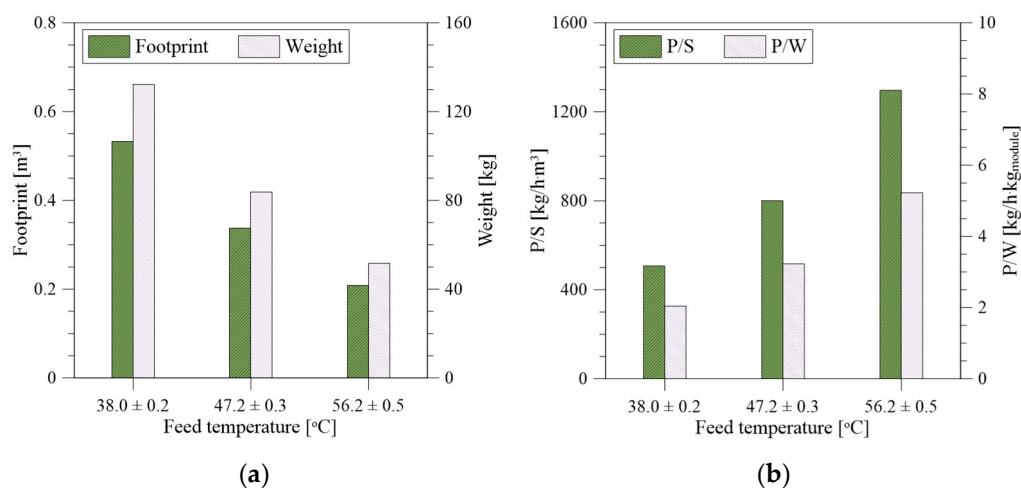 0.8
0.6
0.4
0.2
0
Footprint [m³]
Footprint
Weight
160
120
80
40
0
Weight [kg]
38.0 ± 0.2
47.2 ± 0.3
56.2 ± 0.5
Feed temperature [°C]
(a)
1600
1200
800
400
0
P/S [kg/h·m³]
P/S
P/W
10
8
6
4
2
0
P/W [kg/h·kgmodule]
38.0 ± 0.2
47.2 ± 0.3
56.2 ± 0.5
Feed temperature [°C]
(b)